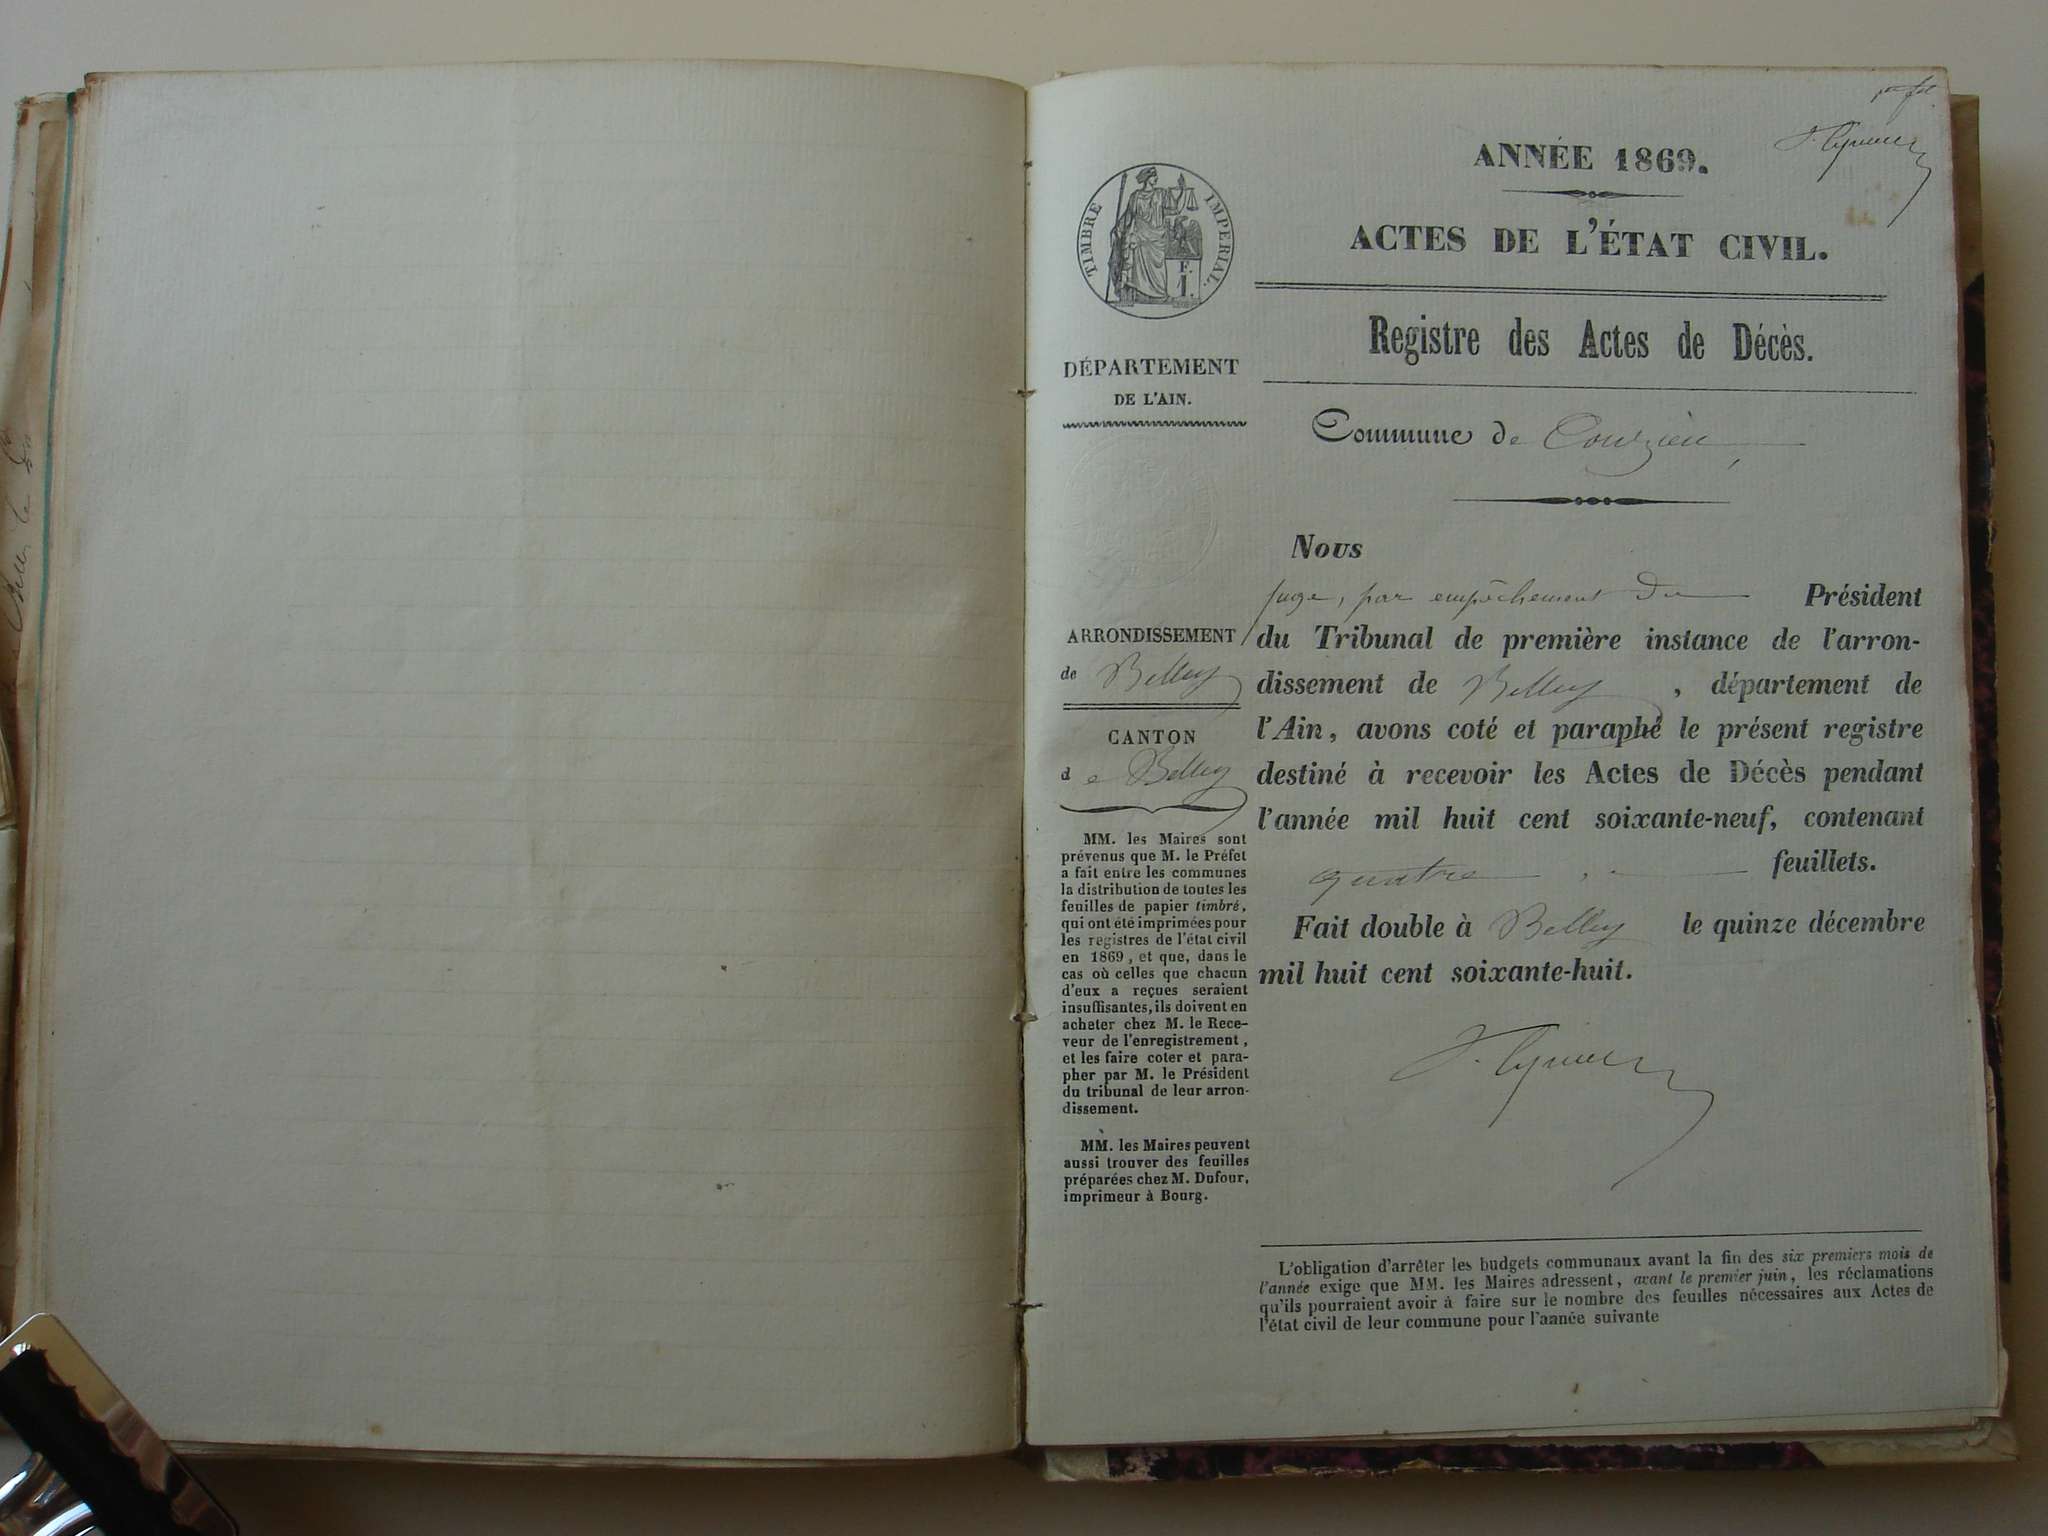 1er fet
ANNÉE 1869.
ACTES DE L'ÉTAT CIVIL.
TIMBRE IMPERIAL.
F.
1.
Registre des Actes de Décès.
DÉPARTEMENT
DE L'AIN.
Commune de Conzieu
Nous
juge, par empêchement du Président
du Tribunal de première instance de l'arron-
dissement de Belley, département de
l'Ain, avons coté et paraphé le présent registre
destiné à recevoir les Actes de Décès pendant
l'année mil huit cent soixante-neuf, contenant
quatre feuillets.
Fait double à Belley le quinze décembre
mil huit cent soixante-huit.
ARRONDISSEMENT
de Belley
CANTON
de Belley
MM. les Maires sont
prévenus que M. le Préfet
a fait entre les communes
la distribution de toutes les
feuilles de papier timbré,
qui ont été imprimées pour
les registres de l'état civil
en 1869, et que, dans le
cas où celles que chacun
d'eux a reçues seraient
insuffisantes, ils doivent en
acheter chez M. le Rece-
veur de l'enregistrement,
et les faire coter et para-
pher par M. le Président
du tribunal de leur arron-
dissement.
MM. les Maires peuvent
aussi trouver des feuilles
préparées chez M. Dufour,
imprimeur à Bourg.
L'obligation d'arrêter les budgets communaux avant la fin des six premiers mois de
l'année exige que MM. les Maires adressent, avant le premier juin, les réclamations
qu'ils pourraient avoir à faire sur le nombre des feuilles nécessaires aux Actes de
l'état civil de leur commune pour l'année suivante